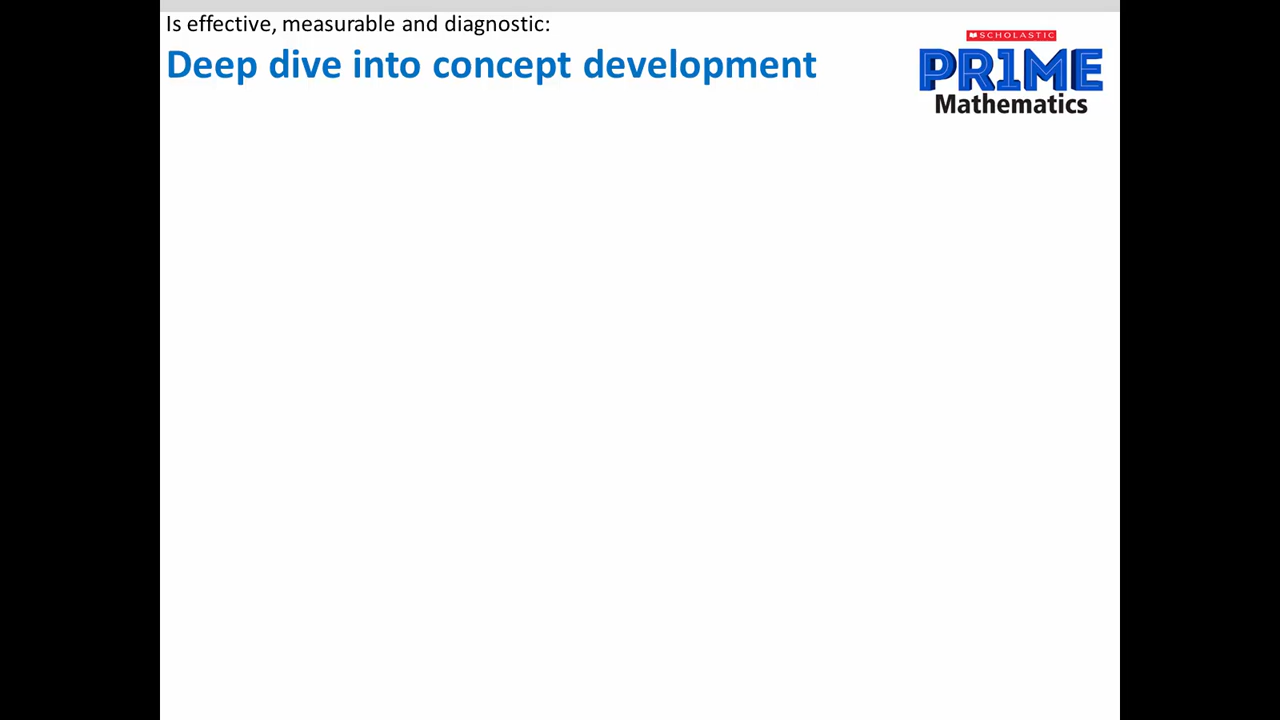 Is effective, measurable and diagnostic:
Deep dive into concept development
SCHOLASTIC
PR1ME
Mathematics